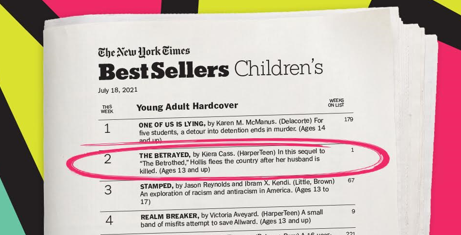 The New York Times
Best Sellers Children's
July 18, 2021
THIS
WEEK
Young Adult Hardcover
WEEKS
ON LIST
1
ONE OF US IS LYING, by Karen M. McManus. (Delacorte) For
five students, a detour into detention ends in murder. (Ages 14
and up)
179
2
THE BETRAYED, by Kiera Cass. (HarperTeen) In this sequel to
"The Betrothed," Hollis flees the country after her husband is
killed. (Ages 13 and up)
1
3
STAMPED, by Jason Reynolds and Ibram X. Kendi. (Little, Brown)
An exploration of racism and antiracism in America. (Ages 13 to
17)
67
4
REALM BREAKER, by Victoria Aveyard. (HarperTeen) A small
band of misfits attempt to save Allward. (Ages 13 and up)
9